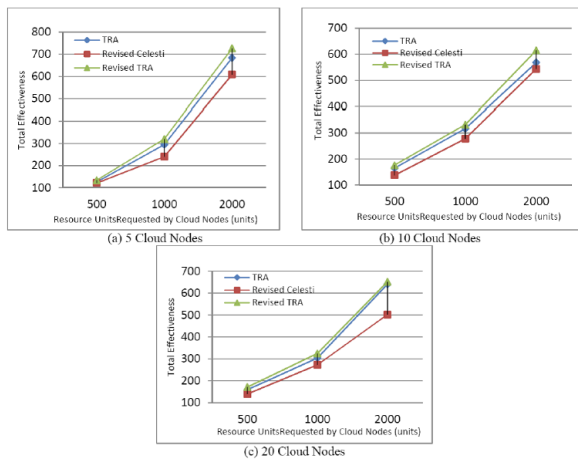 800
700
600
500
400
300
200
100
Total Effectiveness
TRA
Revised Celesti
Revised TRA
500 1000 2000
Resource UnitsRequested by Cloud Nodes (units)
(a) 5 Cloud Nodes
700
600
500
400
300
200
100
Total Effectiveness
TRA
Revised Celesti
Revised TRA
500 1000 2000
Resource UnitsRequested by Cloud Nodes (units)
(b) 10 Cloud Nodes
700
600
500
400
300
200
100
Total Effectiveness
TRA
Revised Celesti
Revised TRA
500 1000 2000
Resource UnitsRequested by Cloud Nodes (units)
(c) 20 Cloud Nodes